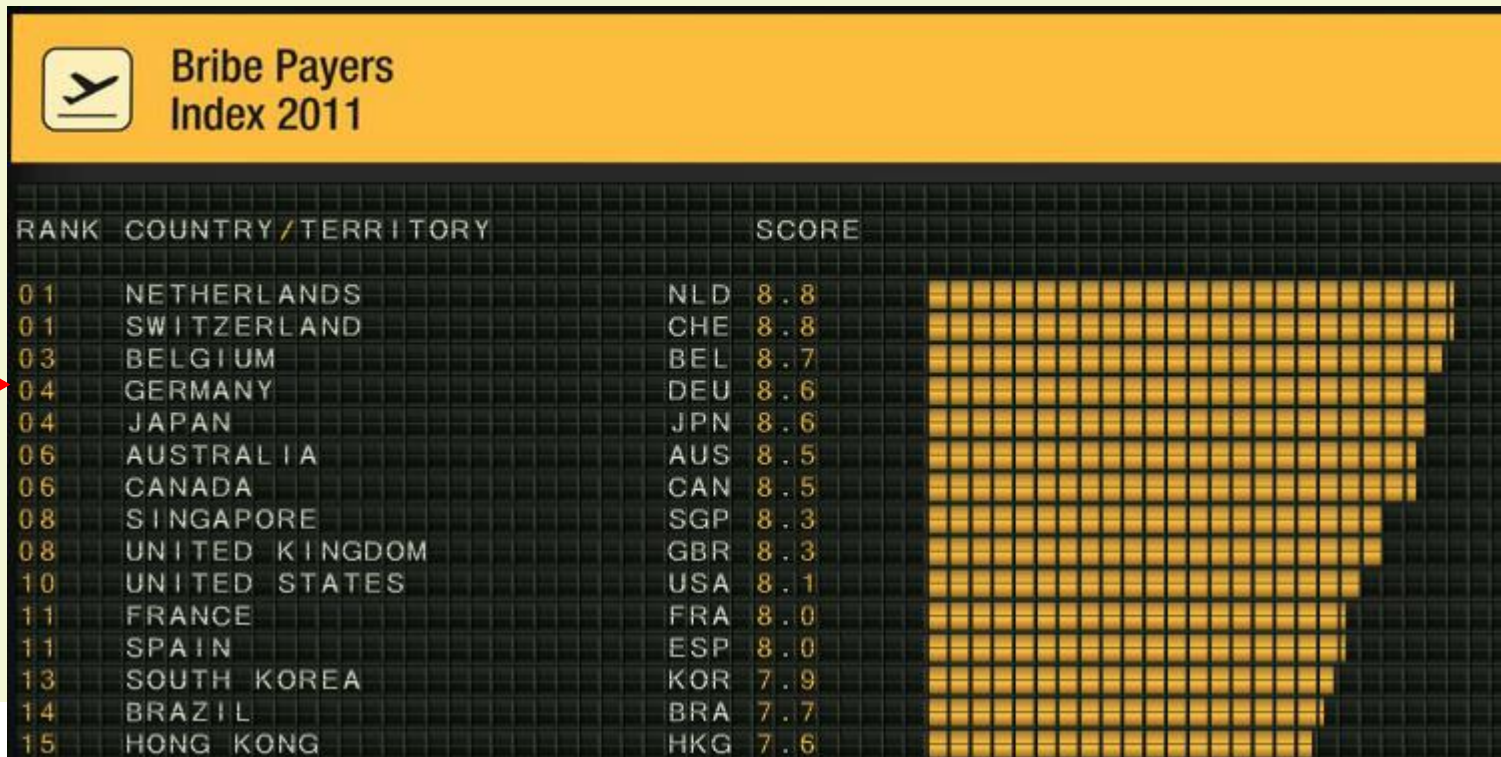 Bribe Payers
Index 2011
RANK COUNTRY/TERRITORY SCORE
01 NETHERLANDS NLD 8.8
01 SWITZERLAND CHE 8.8
03 BELGIUM BEL 8.7
04 GERMANY DEU 8.6
04 JAPAN JPN 8.6
06 AUSTRALIA AUS 8.5
06 CANADA CAN 8.5
08 SINGAPORE SGP 8.3
08 UNITED KINGDOM GBR 8.3
10 UNITED STATES USA 8.1
11 FRANCE FRA 8.0
11 SPAIN ESP 8.0
13 SOUTH KOREA KOR 7.9
14 BRAZIL BRA 7.7
15 HONG KONG HKG 7.6